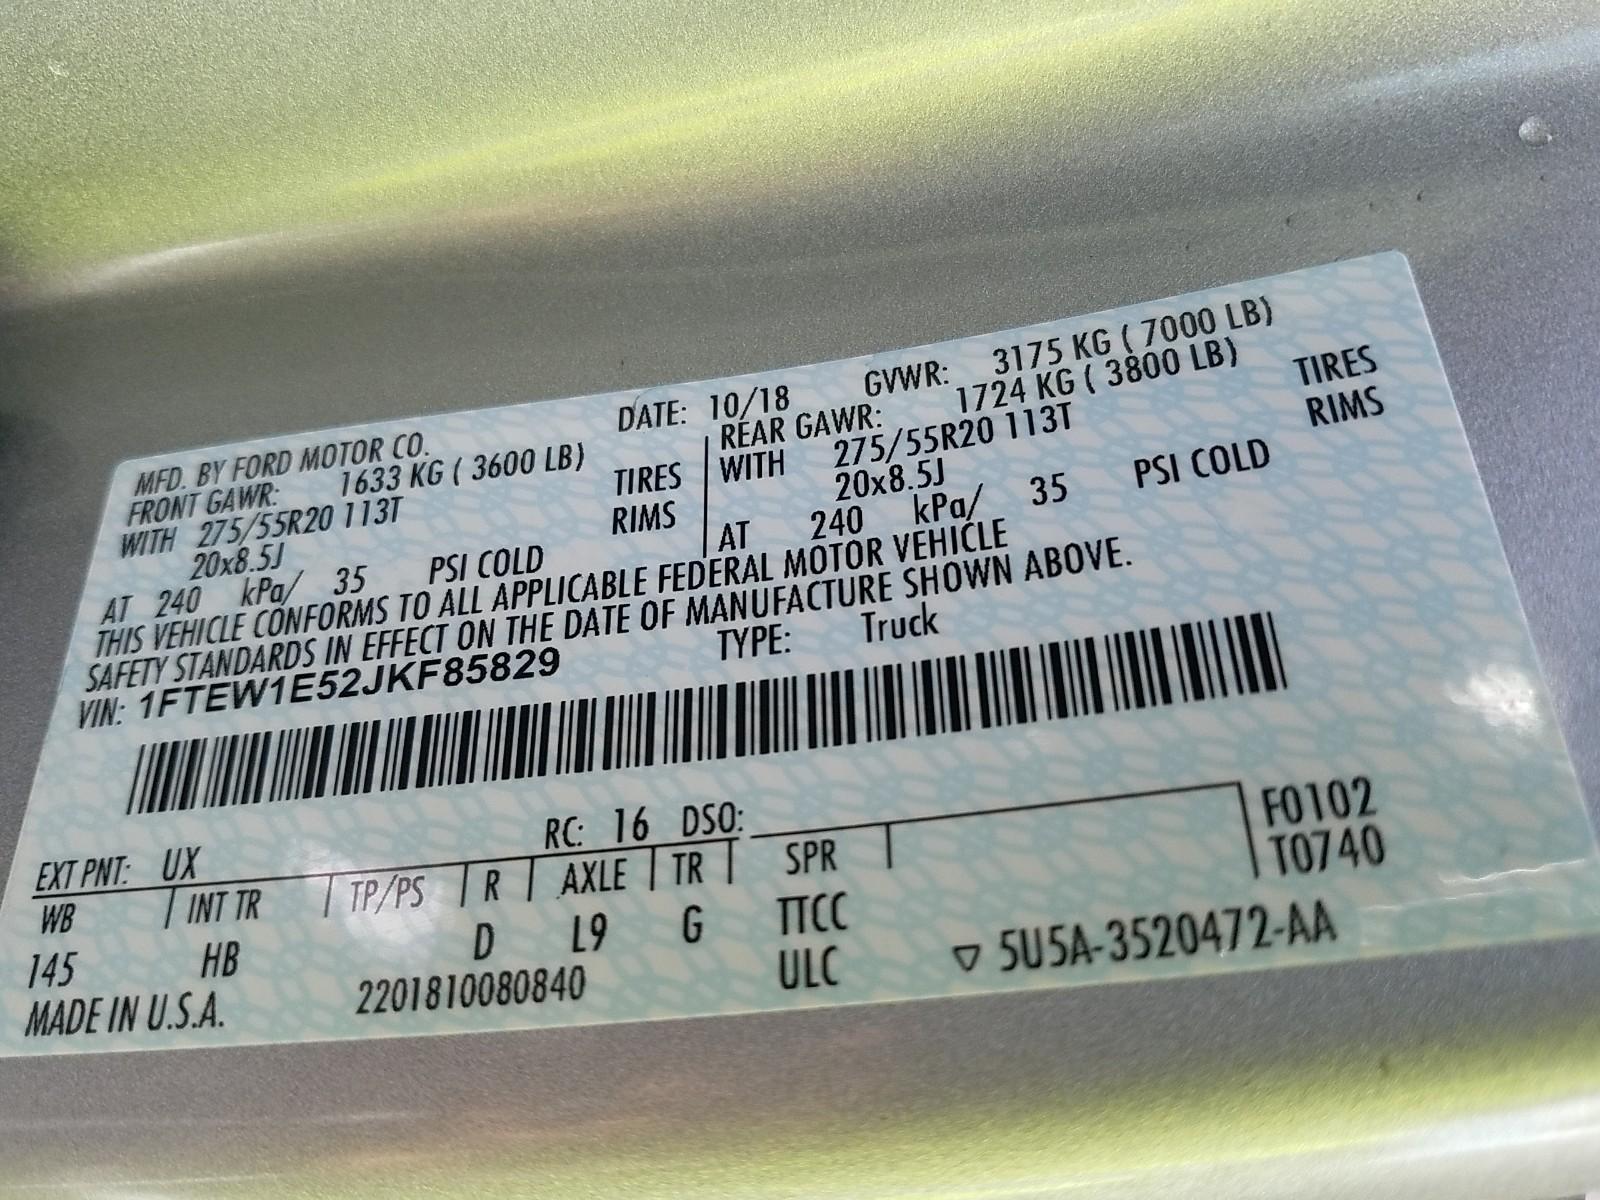 MFD. BY FORD MOTOR CO. DATE: 10/18 GVWR: 3175 KG ( 7000 LB)
FRONT GAWR: 1633 KG ( 3600 LB) REAR GAWR: 1724 KG ( 3800 LB)
WITH 275/55R20 113T TIRES WITH 275/55R20 113T TIRES
20x8.5J RIMS 20x8.5J RIMS
AT 240 kPa/ 35 PSI COLD AT 240 kPa/ 35 PSI COLD
THIS VEHICLE CONFORMS TO ALL APPLICABLE FEDERAL MOTOR VEHICLE
SAFETY STANDARDS IN EFFECT ON THE DATE OF MANUFACTURE SHOWN ABOVE.
VIN: 1FTEW1E52JKF85829 TYPE: Truck
EXT PNT: UX RC: 16 DSO: F0102
WB INT TR TP/PS R AXLE TR SPR T0740
145 HB D L9 G TTCC
MADE IN U.S.A. 2201810080840 ULC ▽ 5U5A-3520472-AA